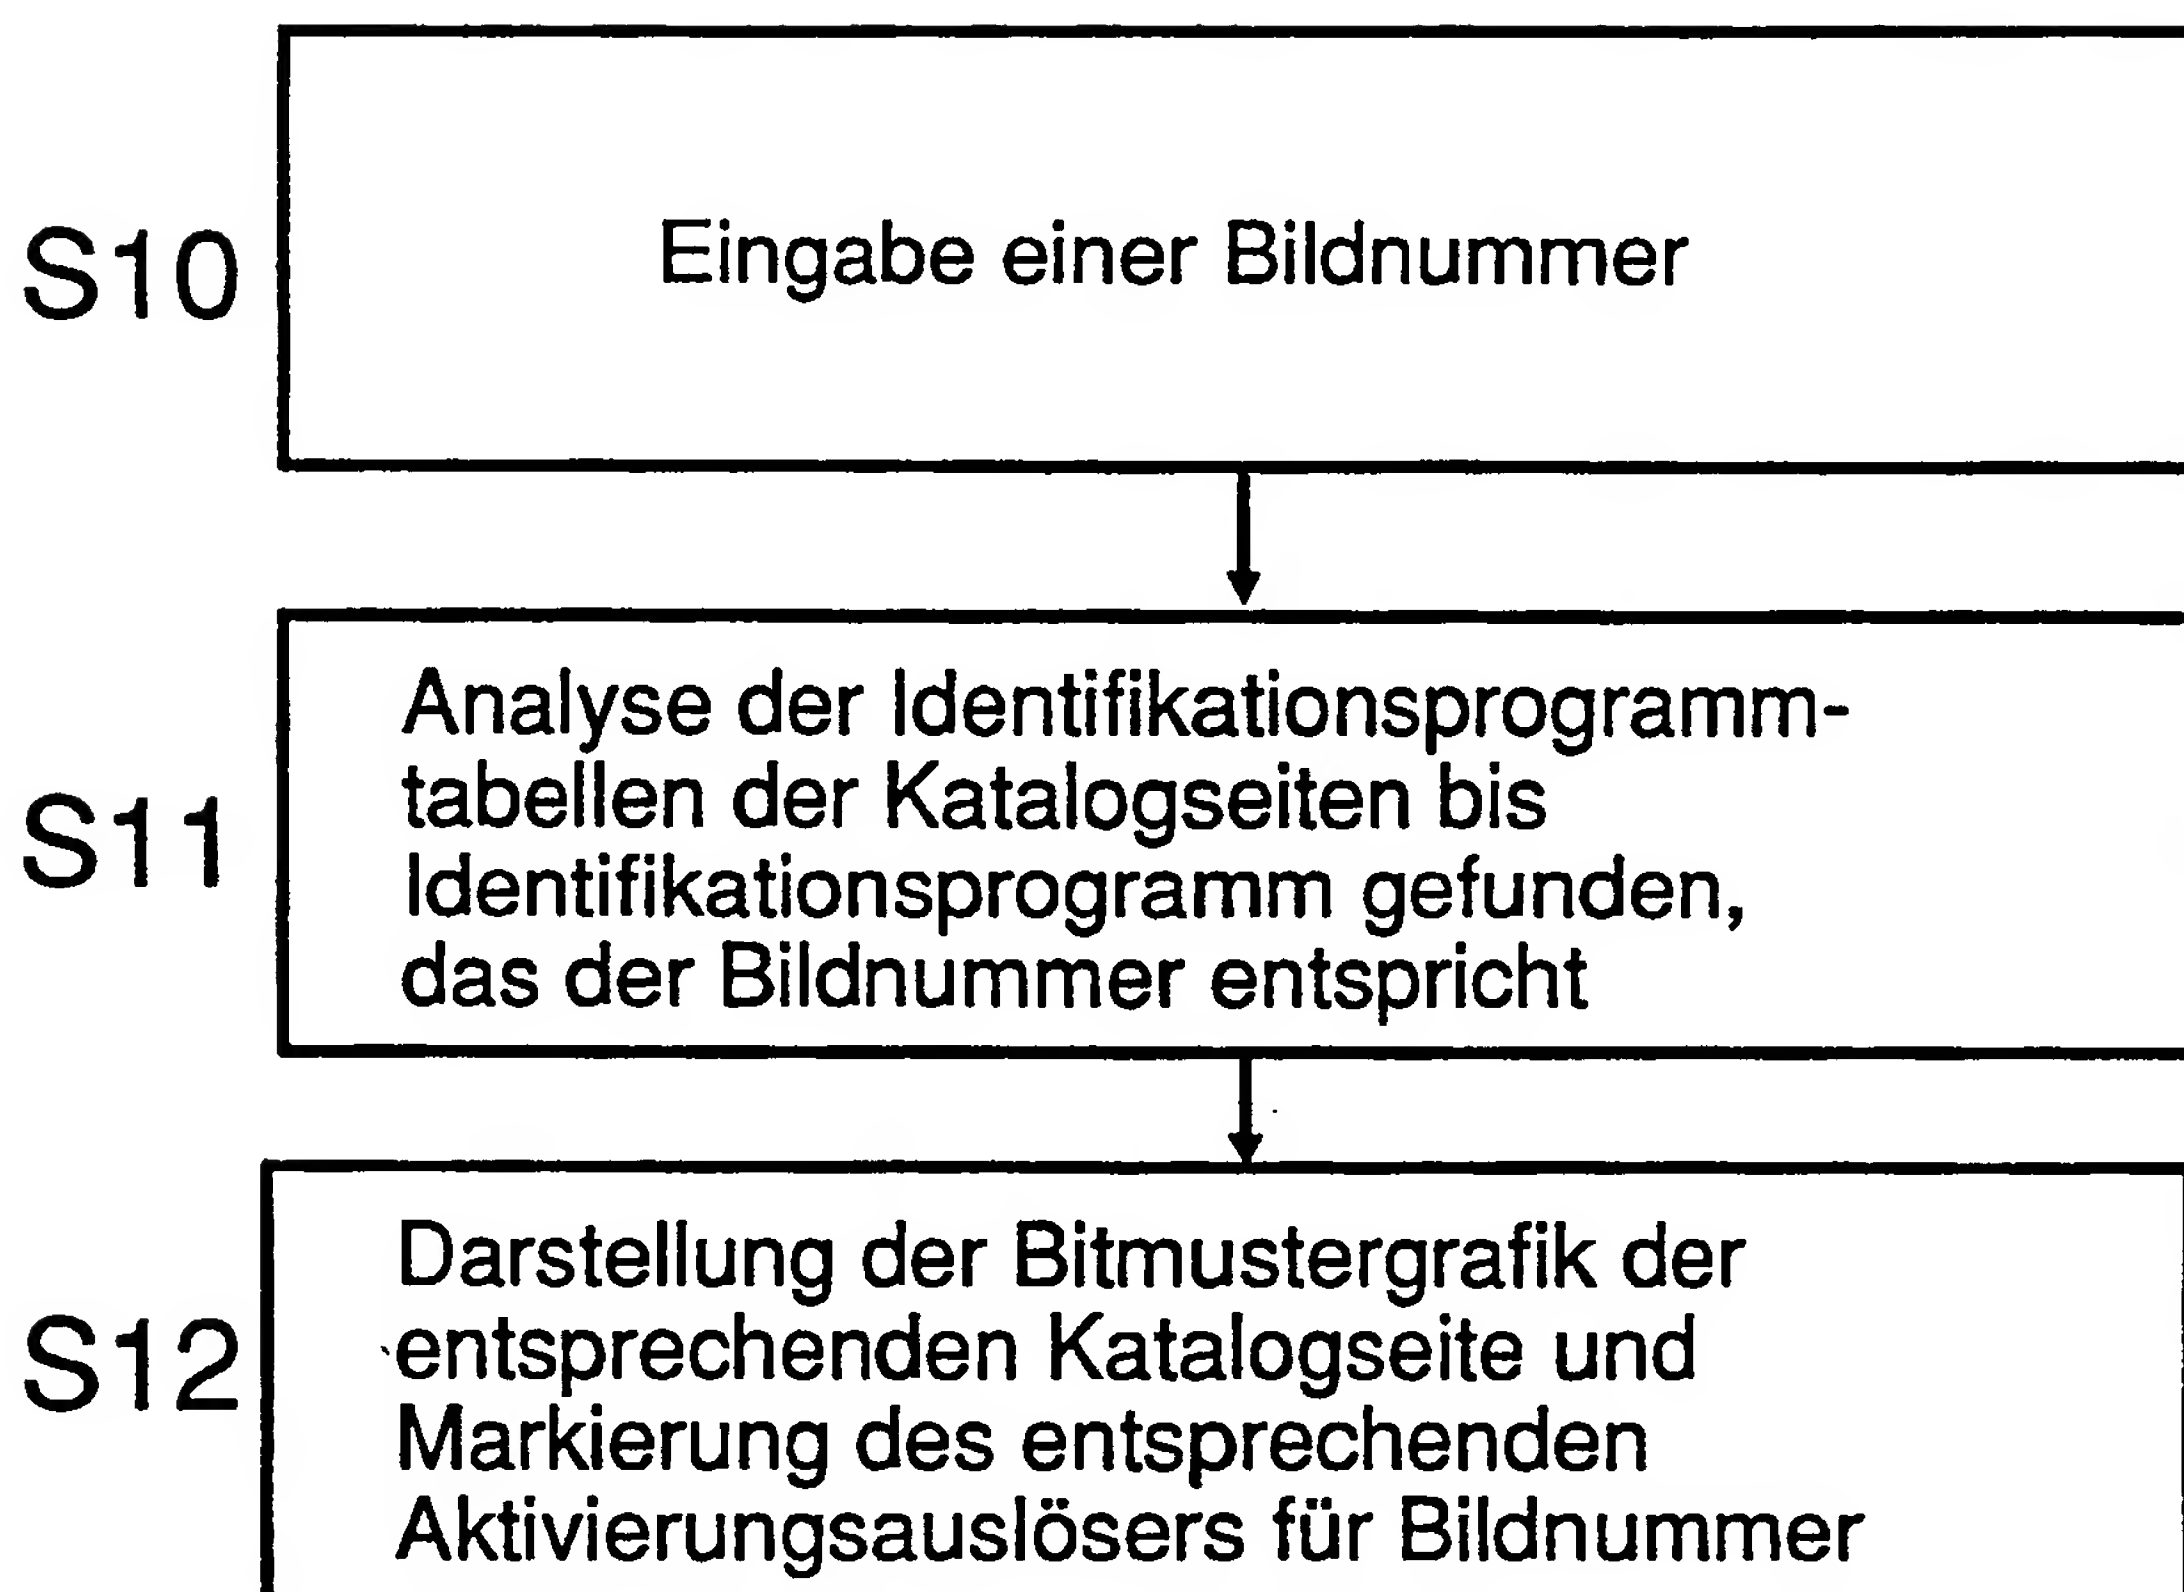 S10
Eingabe einer Bildnummer
S11
Analyse der Identifikationsprogramm-
tabellen der Katalogseiten bis
Identifikationsprogramm gefunden,
das der Bildnummer entspricht
S12
Darstellung der Bitmustergrafik der
entsprechenden Katalogseite und
Markierung des entsprechenden
Aktivierungsauslösers für Bildnummer